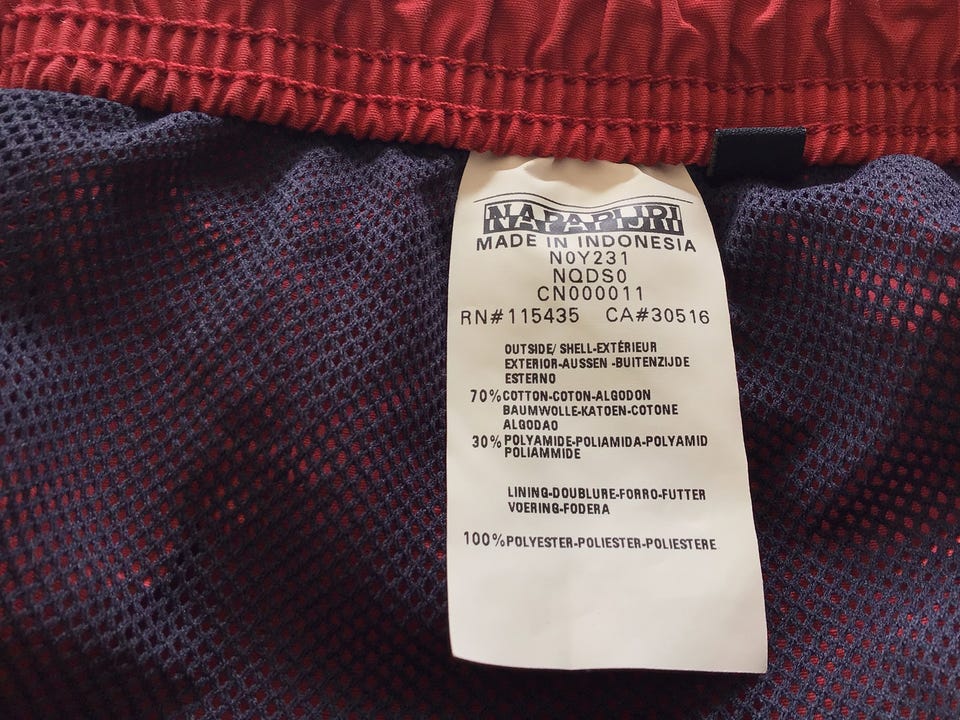 NAPAPIJRI
MADE IN INDONESIA
N0Y231
NQDS0
CN000011
RN#115435 CA#30516
OUTSIDE/ SHELL-EXTÉRIEUR
EXTERIOR-AUSSEN -BUITENZIJDE
ESTERNO
70%COTTON-COTON-ALGODON
BAUMWOLLE-KATOEN-COTONE
ALGODAO
30%POLYAMIDE-POLIAMIDA-POLYAMID
POLIAMMIDE
LINING-DOUBLURE-FORRO-FUTTER
VOERING-FODERA
100%POLYESTER-POLIESTER-POLIESTERE